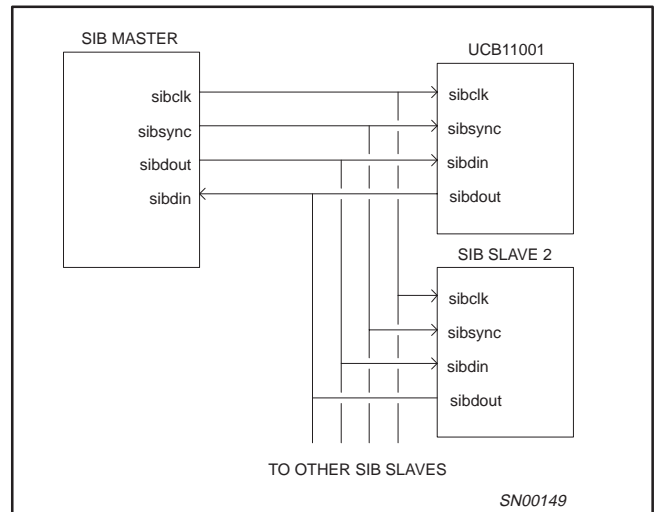 SIB MASTER
sibclk
sibsync
sibdout
sibdin
UCB11001
sibclk
sibsync
sibdin
sibdout
SIB SLAVE 2
sibclk
sibsync
sibdin
sibdout
TO OTHER SIB SLAVES
SN00149